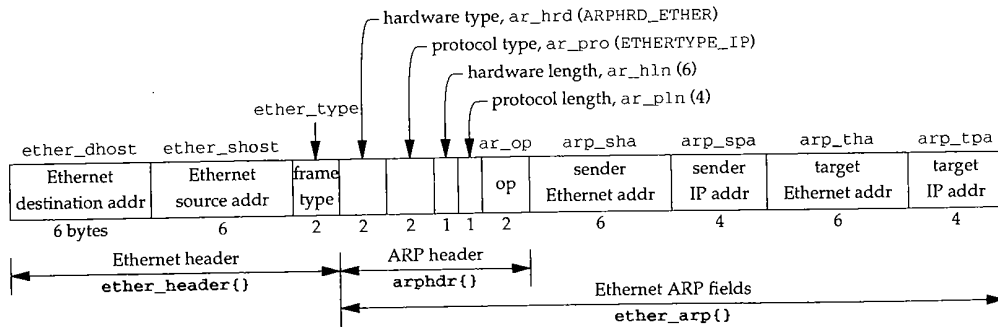 hardware type, ar_hrd (ARPHRD_ETHER)
protocol type, ar_pro (ETHERTYPE_IP)
hardware length, ar_hln (6)
protocol length, ar_pln (4)
ether_type
ether_dhost ether_shost ar_op arp_sha arp_spa arp_tha arp_tpa
Ethernet destination addr
Ethernet source addr
frame type
op
sender Ethernet addr
sender IP addr
target Ethernet addr
target IP addr
6 bytes 6 2 2 2 1 1 2 6 4 6 4
Ethernet header
ether_header{}
ARP header
arphdr{}
Ethernet ARP fields
ether_arp{}